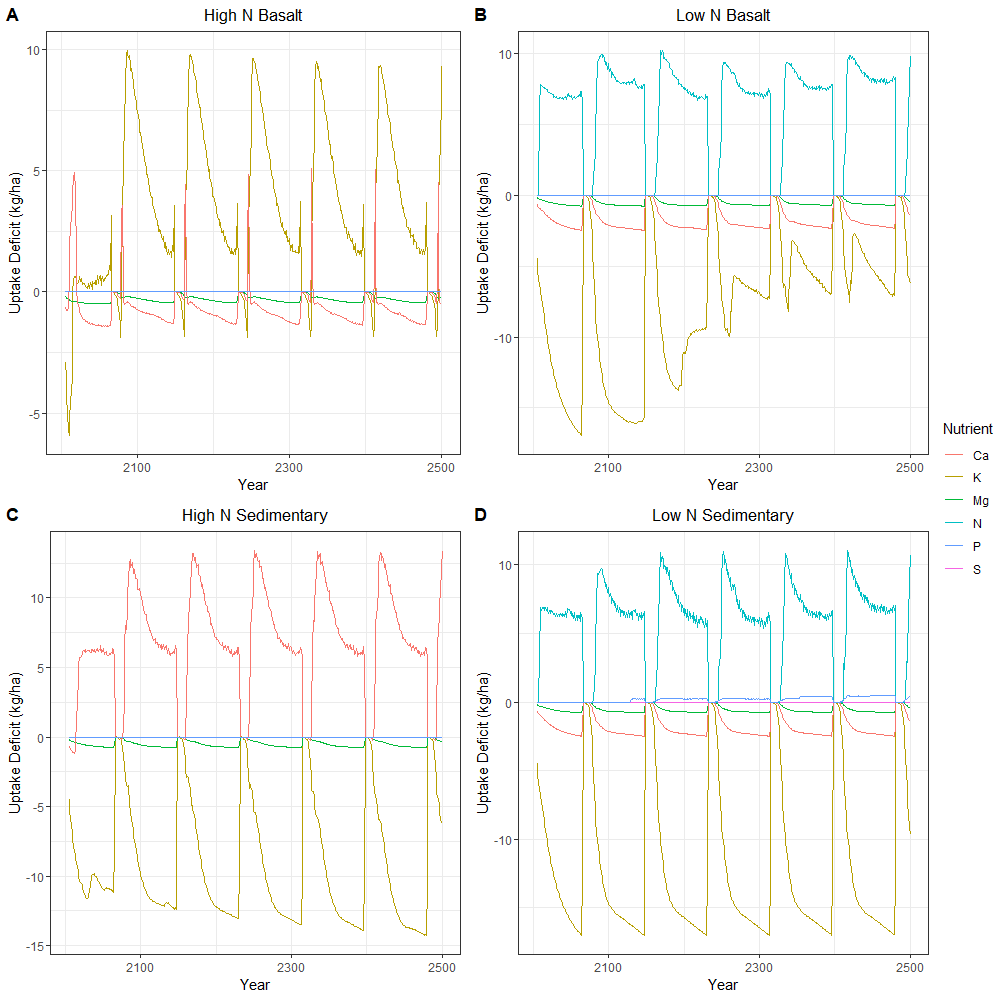 A High N Basalt
B Low N Basalt
Uptake Deficit (kg/ha)
10
5
0
-5
2100 2300 2500
Year
Uptake Deficit (kg/ha)
10
0
-10
2100 2300 2500
Year
C High N Sedimentary
D Low N Sedimentary
Uptake Deficit (kg/ha)
10
5
0
-5
-10
-15
2100 2300 2500
Year
Uptake Deficit (kg/ha)
10
0
-10
2100 2300 2500
Year
Nutrient
Ca
K
Mg
N
P
S